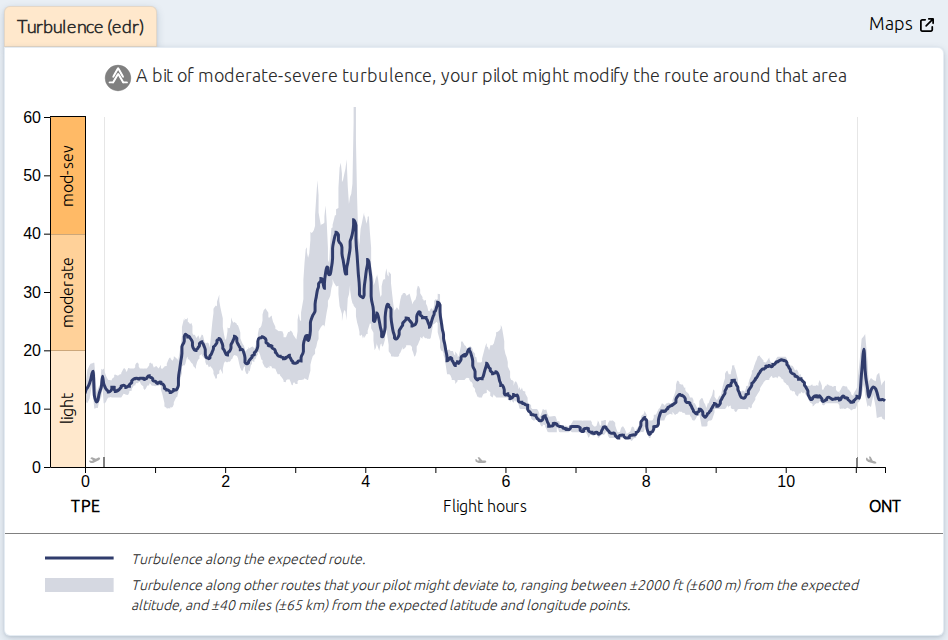 Turbulence (edr)
Maps
A bit of moderate-severe turbulence, your pilot might modify the route around that area
60
50
40
30
20
10
0
mod-sev
moderate
light
0 2 4 6 8 10
TPE Flight hours ONT
Turbulence along the expected route.
Turbulence along other routes that your pilot might deviate to, ranging between ±2000 ft (±600 m) from the expected
altitude, and ±40 miles (±65 km) from the expected latitude and longitude points.